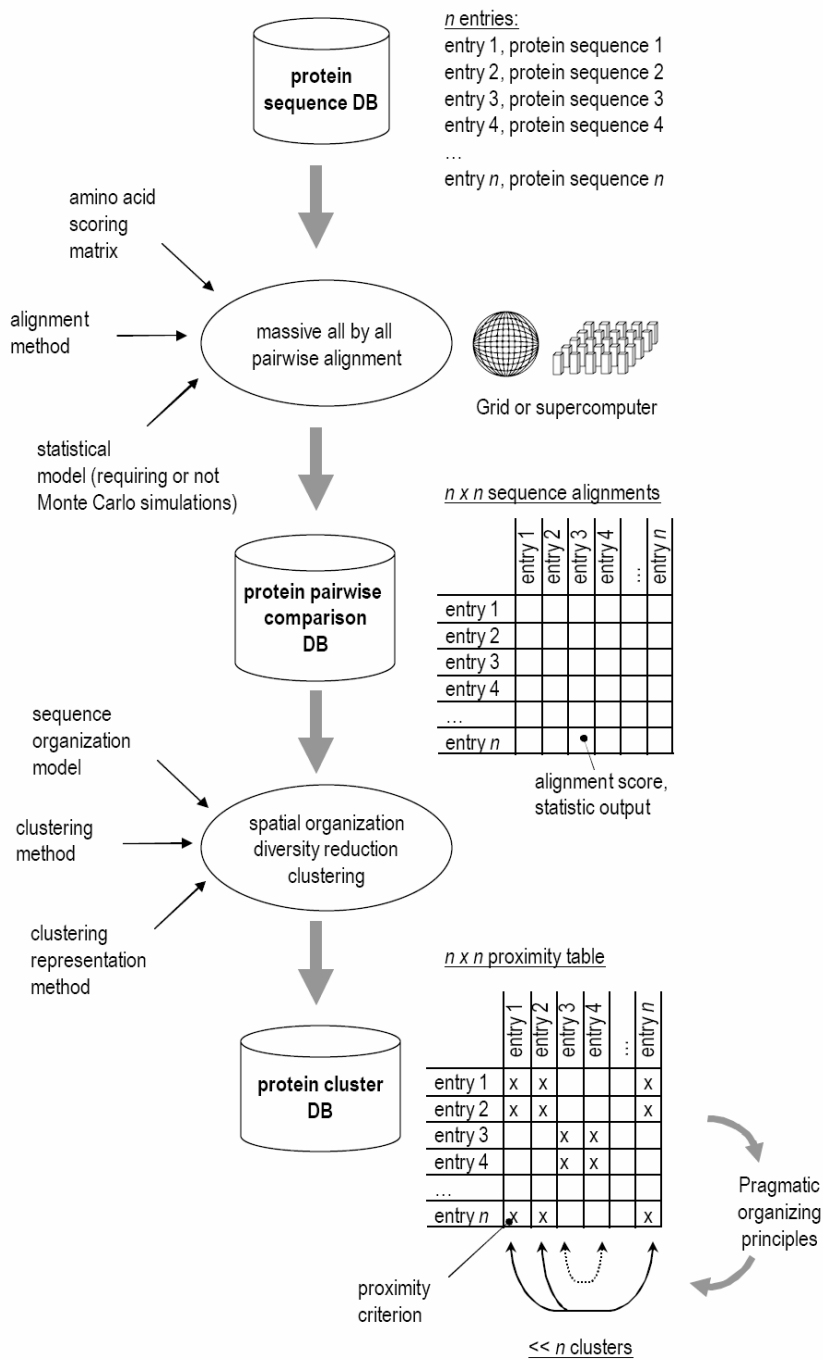 protein
sequence DB
n entries:
entry 1, protein sequence 1
entry 2, protein sequence 2
entry 3, protein sequence 3
entry 4, protein sequence 4
…
entry n, protein sequence n
amino acid
scoring
matrix
alignment
method
statistical
model (requiring or not
Monte Carlo simulations)
massive all by all
pairwise alignment
Grid or supercomputer
protein pairwise
comparison
DB
n x n sequence alignments
entry 1
entry 2
entry 3
entry 4
…
entry n
entry 1
entry 2
entry 3
entry 4
…
entry n
alignment score,
statistic output
sequence
organization
model
clustering
method
clustering
representation
method
spatial organization
diversity reduction
clustering
protein cluster
DB
n x n proximity table
entry 1
entry 2
entry 3
entry 4
…
entry n
entry 1 x x x
entry 2 x x x
entry 3 x x
entry 4 x x
…
entry n x x x
proximity
criterion
Pragmatic
organizing
principles
<< n clusters